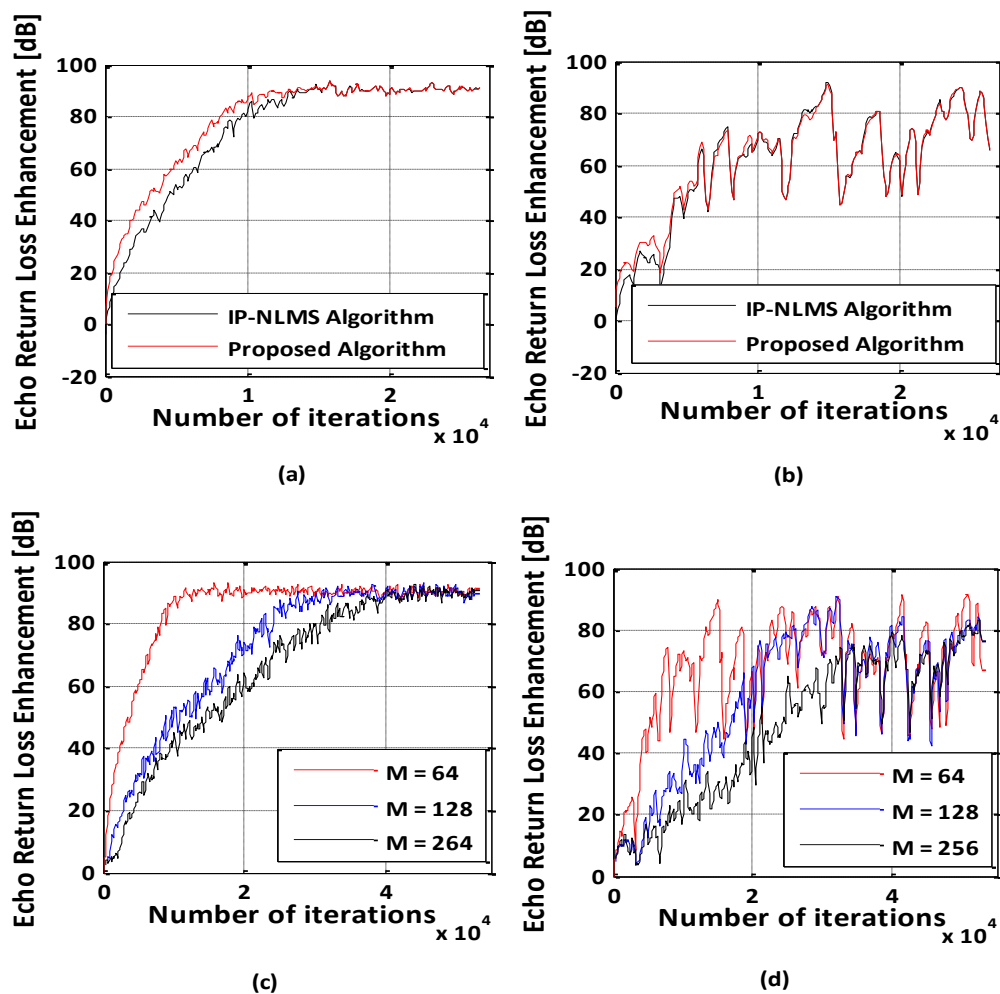 Echo Return Loss Enhancement [dB]
100
80
60
40
20
0
-20
IP-NLMS Algorithm
Proposed Algorithm
0
1
2
Number of iterations
x 10^4
(a)
Echo Return Loss Enhancement [dB]
100
80
60
40
20
0
-20
IP-NLMS Algorithm
Proposed Algorithm
0
1
2
Number of iterations
x 10^4
(b)
Echo Return Loss Enhancement [dB]
100
80
60
40
20
0
M = 64
M = 128
M = 264
0
2
4
Number of iterations
x 10^4
(c)
Echo Return Loss Enhancement [dB]
100
80
60
40
20
0
M = 64
M = 128
M = 256
0
2
4
Number of iterations
x 10^4
(d)